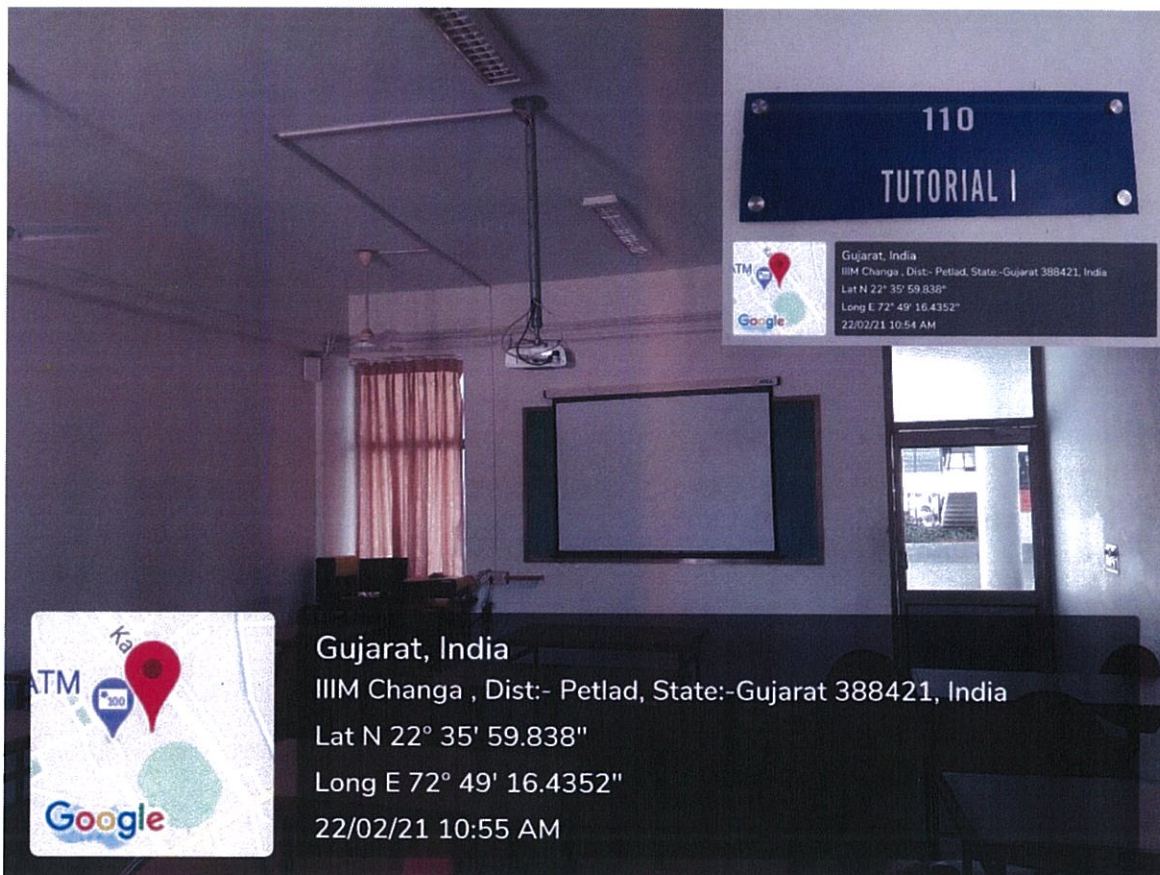 110
TUTORIAL I
ATM
Google
Gujarat, India
IIIM Changa , Dist:- Petlad, State:-Gujarat 388421, India
Lat N 22° 35' 59.838"
Long E 72° 49' 16.4352"
22/02/21 10:54 AM
Ka
ATM
100
Google
Gujarat, India
IIIM Changa , Dist:- Petlad, State:-Gujarat 388421, India
Lat N 22° 35' 59.838"
Long E 72° 49' 16.4352"
22/02/21 10:55 AM